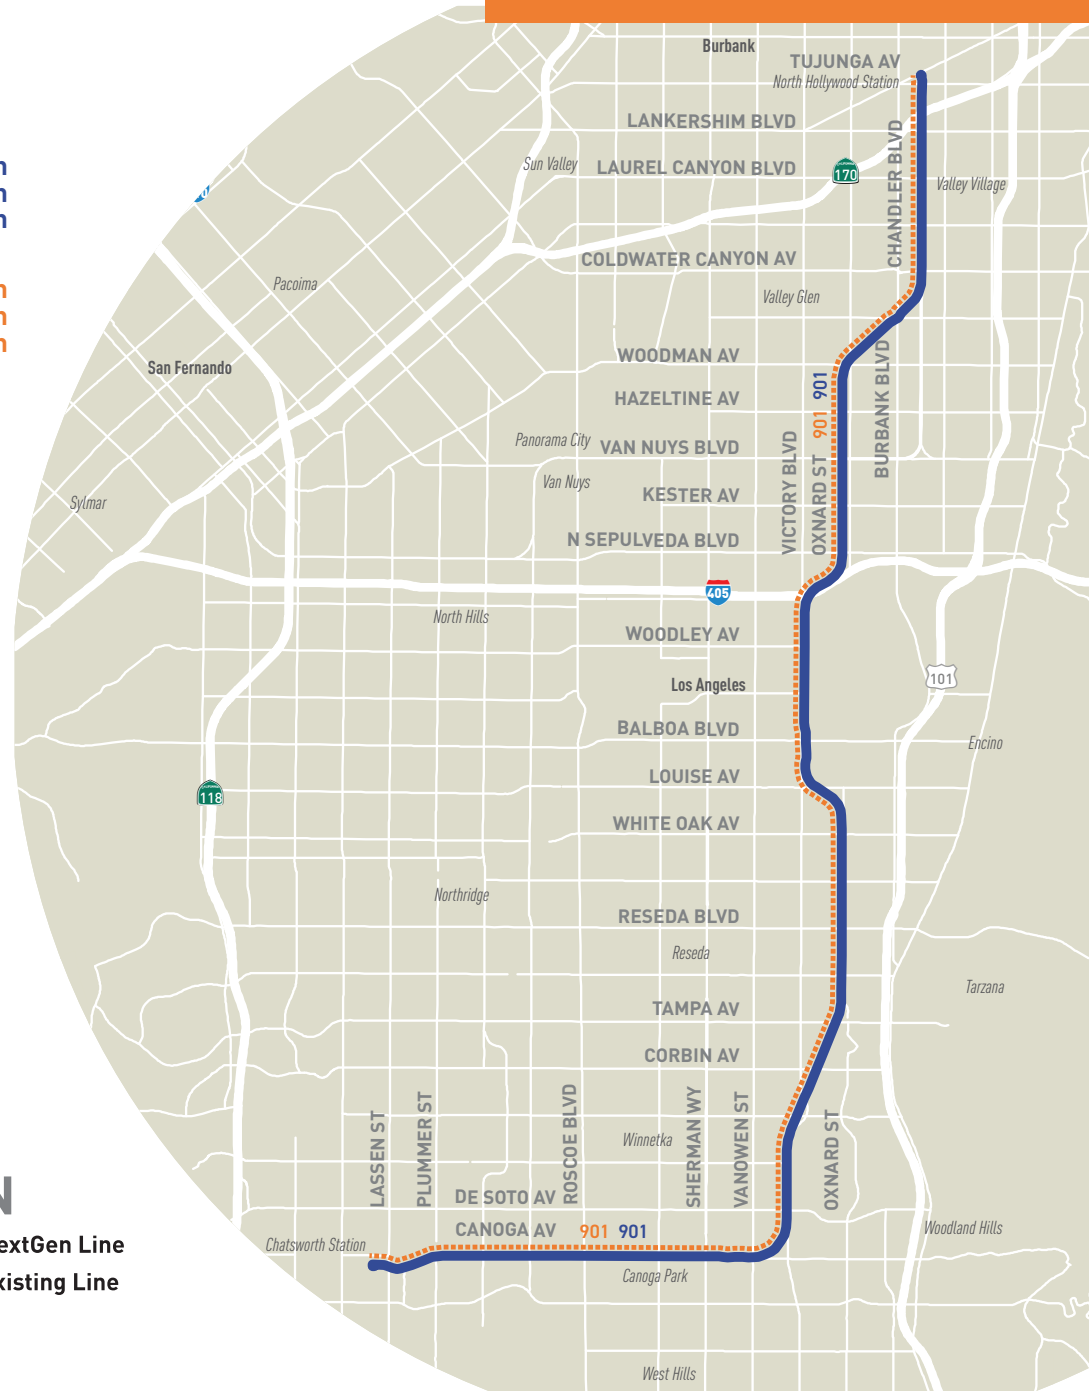 Burbank
TUJUNGA AV
North Hollywood Station
LANKERSHIM BLVD
Sun Valley
LAUREL CANYON BLVD
170
CHANDLER BLVD
Valley Village
COLDWATER CANYON AV
Pacoima
Valley Glen
San Fernando
WOODMAN AV
901
901
BURBANK BLVD
HAZELTINE AV
Panorama City
VAN NUYS BLVD
VICTORY BLVD
OXNARD ST
Van Nuys
KESTER AV
Sylmar
N SEPULVEDA BLVD
405
North Hills
WOODLEY AV
Los Angeles
101
BALBOA BLVD
Encino
LOUISE AV
118
WHITE OAK AV
Northridge
RESEDA BLVD
Reseda
Tarzana
TAMPA AV
CORBIN AV
LASSEN ST
PLUMMER ST
ROSCOE BLVD
SHERMAN WY
VANOWEN ST
OXNARD ST
Winnetka
DE SOTO AV
CANOGA AV
901 901
Woodland Hills
Chatsworth Station
Canoga Park
West Hills
N
extGen Line
xisting Line